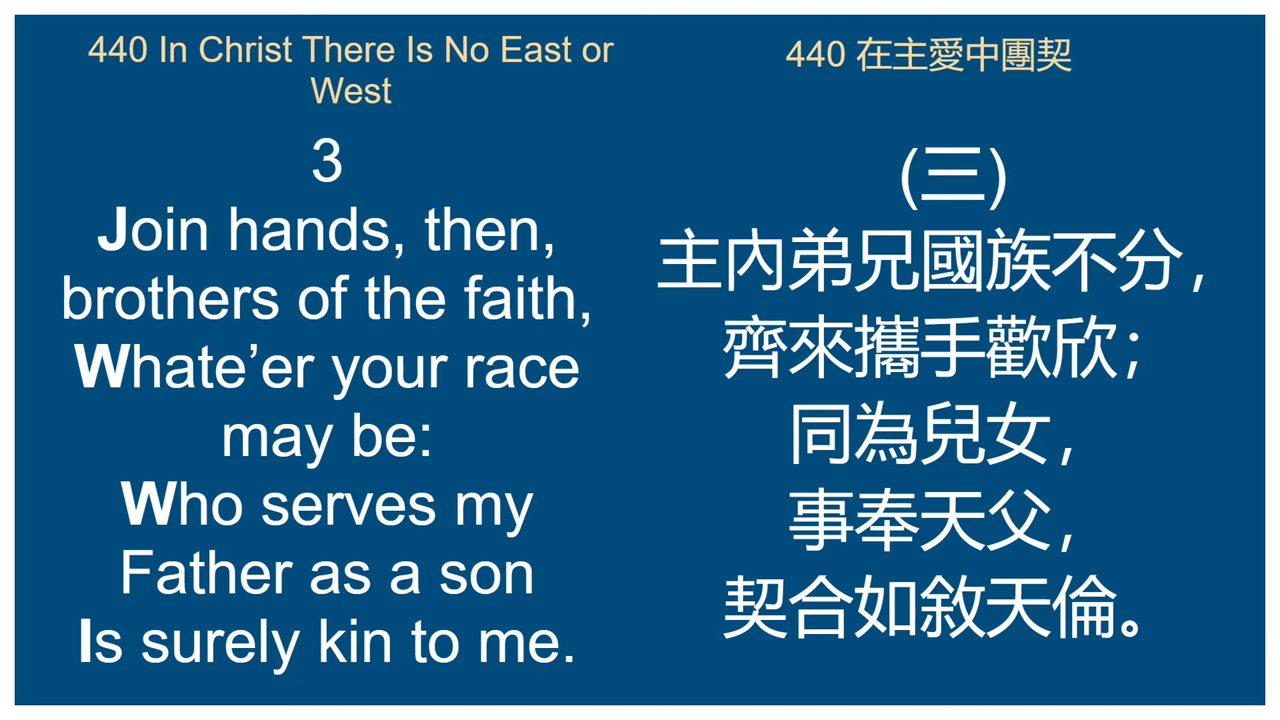 440 In Christ There Is No East or
West
3
Join hands, then,
brothers of the faith,
Whate’er your race
may be:
Who serves my
Father as a son
Is surely kin to me.
440 在主愛中團契
(三)
主內弟兄國族不分，
齊來攜手歡欣；
同為兒女，
事奉天父，
契合如敘天倫。